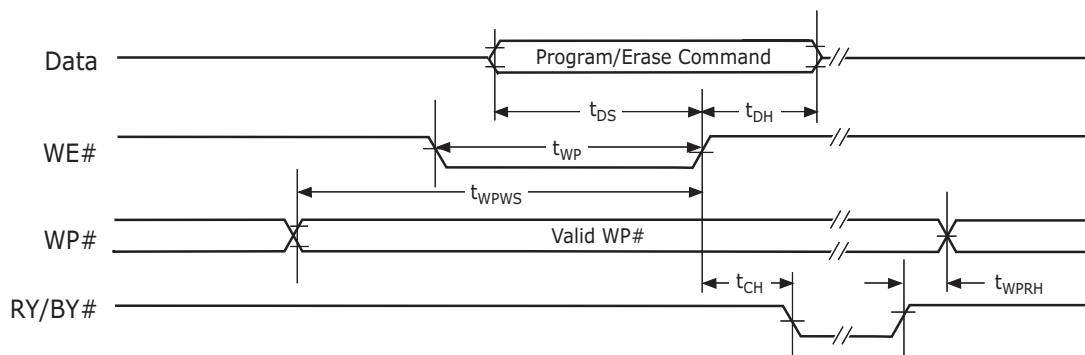 Data
Program/Erase Command
tDS
tDH
WE#
tWP
tWPWS
WP#
Valid WP#
tCH
tWPRH
RY/BY#